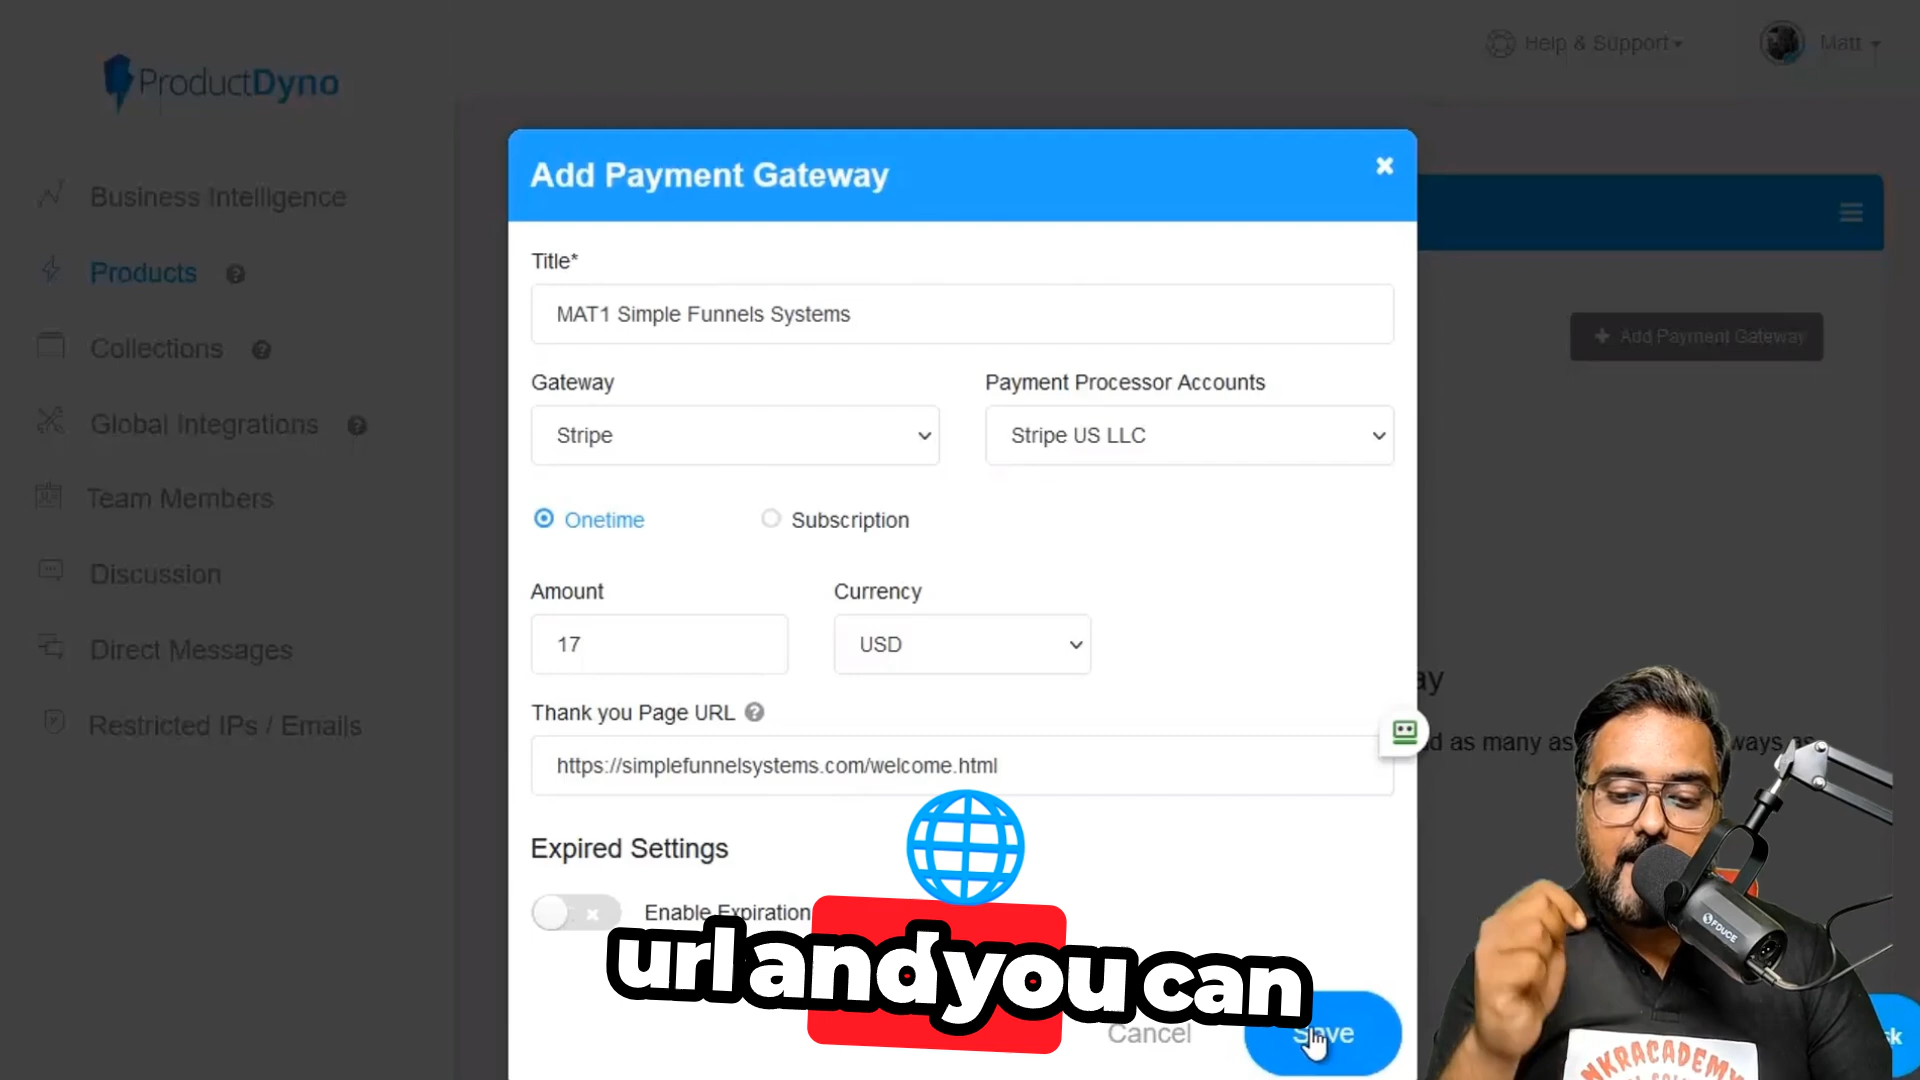 Help & Support
Matt
ProductDyno
Business Intelligence
Products
Collections
Global Integrations
Team Members
Discussion
Direct Messages
Restricted IPs / Emails
Add Payment Gateway
Title*
MAT1 Simple Funnels Systems
Gateway
Payment Processor Accounts
Stripe
Stripe US LLC
Onetime
Subscription
Amount
Currency
17
USD
Thank you Page URL
https://simplefunnelsystems.com/welcome.html
Expired Settings
Enable Expiration
url and you can
Cancel
Save
+ Add Payment Gateway
as many as
FDUCE
NKRACADEMY